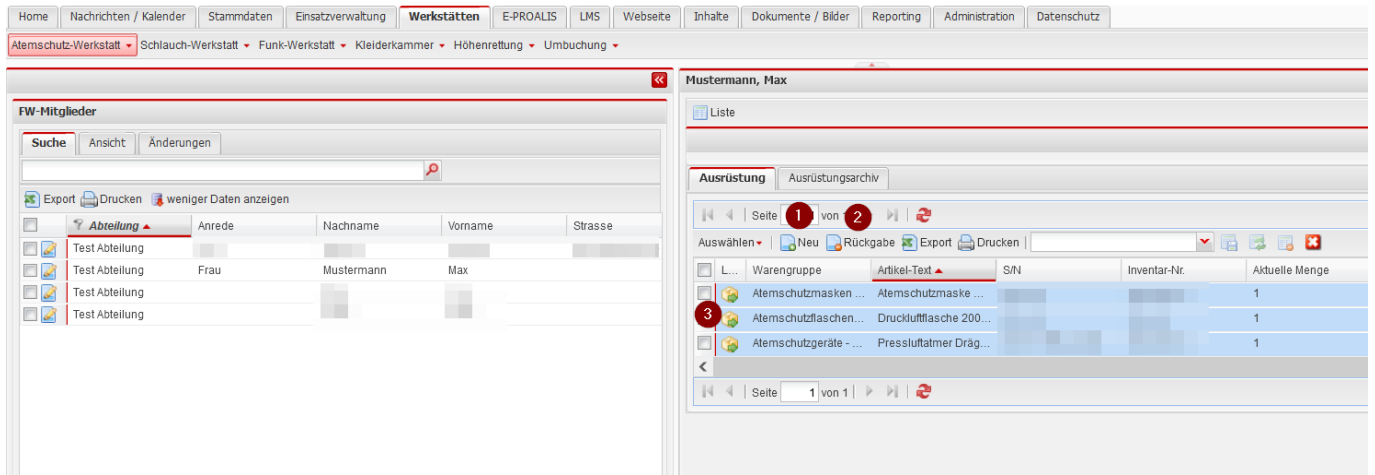 Home Nachrichten / Kalender Stammdaten Einsatzverwaltung Werkstätten E-PROALIS LMS Webseite Inhalte Dokumente / Bilder Reporting Administration Datenschutz
Atemschutz-Werkstatt Schlauch-Werkstatt Funk-Werkstatt Kleiderkammer Höhenrettung Umbuchung
FW-Mitglieder
Suche Ansicht Änderungen
Export Drucken weniger Daten anzeigen
Abteilung Anrede Nachname Vorname Strasse
Test Abteilung
Test Abteilung Frau Mustermann Max
Test Abteilung
Test Abteilung
Mustermann, Max
Liste
Ausrüstung Ausrüstungsarchiv
Seite 1 von 2
Auswählen Neu Rückgabe Export Drucken
L... Warengruppe Artikel-Text S/N Inventar-Nr. Aktuelle Menge
Atemschutzmasken ... Atemschutzmaske ... 1
3
Atemschutzflaschen... Druckluftflasche 200... 1
Atemschutzgeräte - ... Pressluftatmer Dräg... 1
Seite 1 von 1